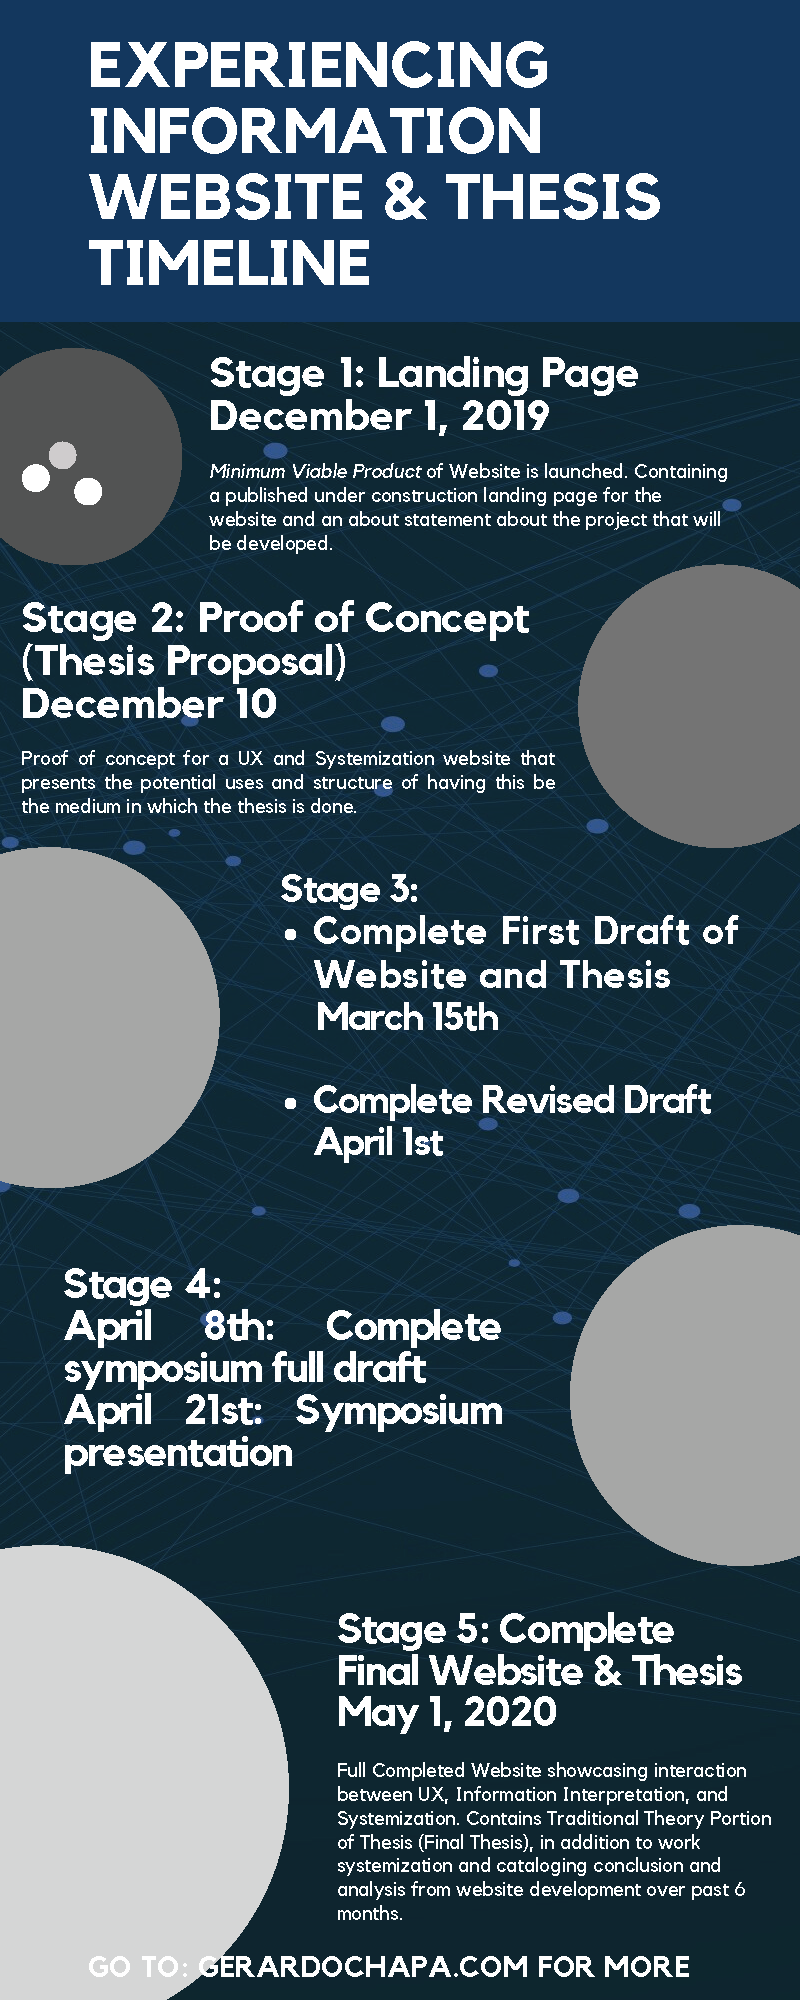 EXPERIENCING
INFORMATION
WEBSITE & THESIS
TIMELINE
Stage 1: Landing Page
December 1, 2019
Minimum Viable Product of Website is launched. Containing
a published under construction landing page for the
website and an about statement about the project that will
be developed.
Stage 2: Proof of Concept
(Thesis Proposal)
December 10
Proof of concept for a UX and Systemization website that
presents the potential uses and structure of having this be
the medium in which the thesis is done.
Stage 3:
• Complete First Draft of
Website and Thesis
March 15th
• Complete Revised Draft
April 1st
Stage 4:
April 8th: Complete
symposium full draft
April 21st: Symposium
presentation
Stage 5: Complete
Final Website & Thesis
May 1, 2020
Full Completed Website showcasing interaction
between UX, Information Interpretation, and
Systemization. Contains Traditional Theory Portion
of Thesis (Final Thesis), in addition to work
systemization and cataloging conclusion and
analysis from website development over past 6
months.
GO TO: GERARDOCHAPA.COM FOR MORE